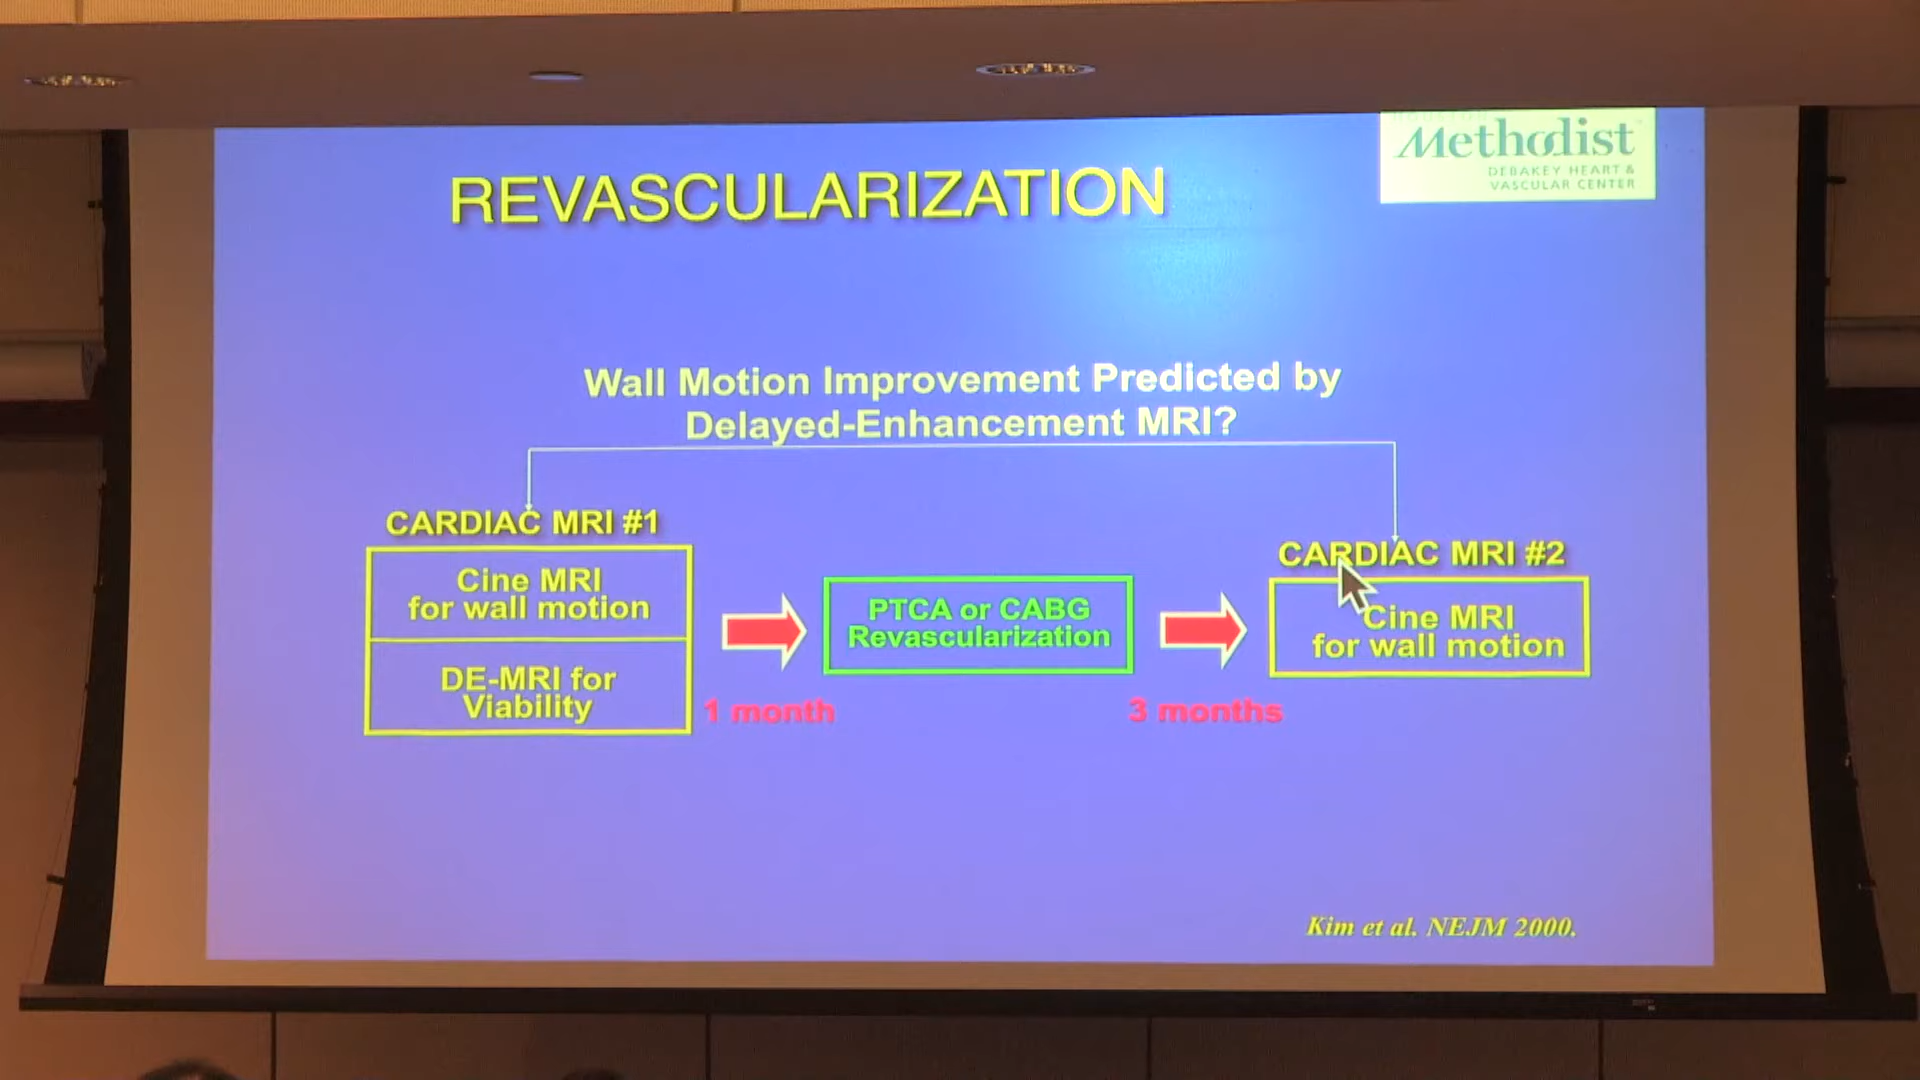 Methodist
DEBAKEY HEART &
VASCULAR CENTER
REVASCULARIZATION
Wall Motion Improvement Predicted by
Delayed-Enhancement MRI?
CARDIAC MRI #1
Cine MRI
for wall motion
DE-MRI for
Viability
1 month
PTCA or CABG
Revascularization
3 months
CARDIAC MRI #2
Cine MRI
for wall motion
Kim et al. NEJM 2000.